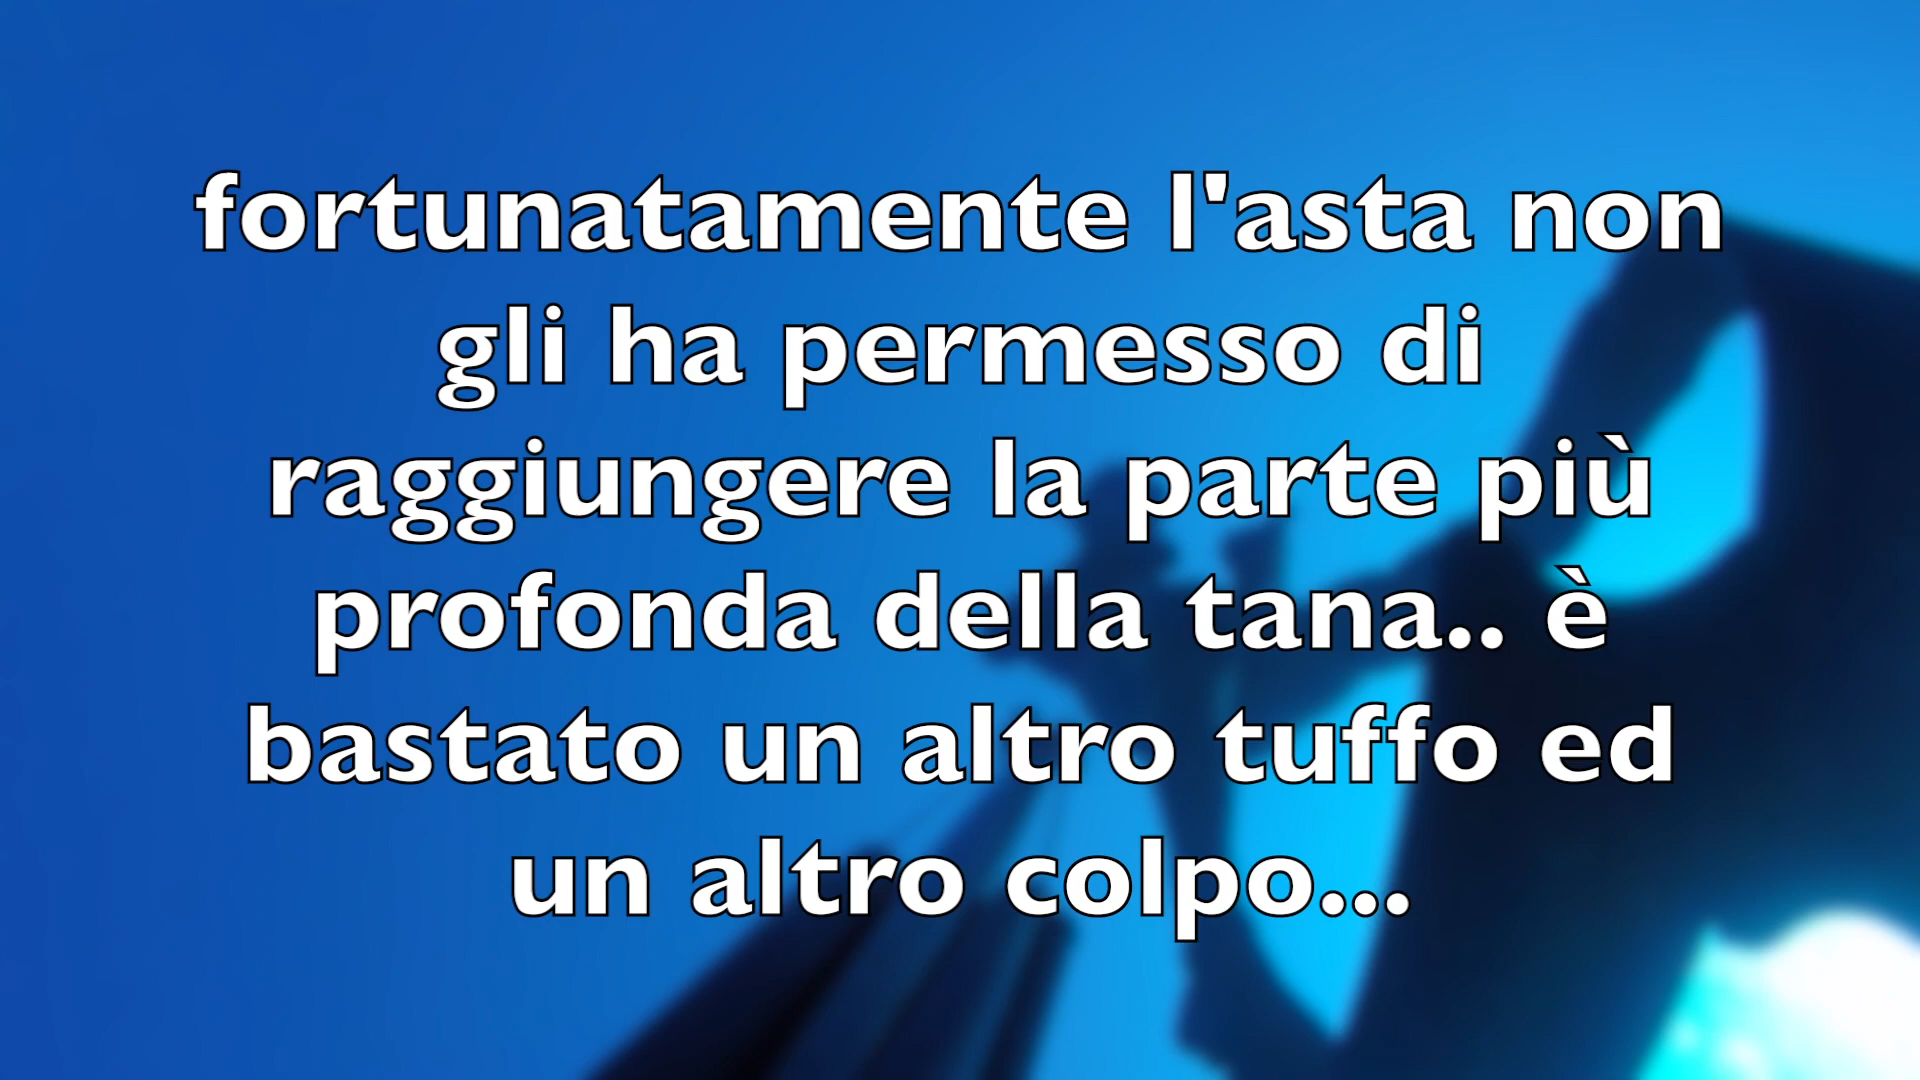 fortunatamente l'asta non
gli ha permesso di
raggiungere la parte più
profonda della tana.. è
bastato un altro tuffo ed
un altro colpo...